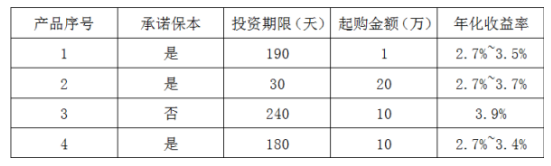 产品序号 承诺保本 投资期限（天） 起购金额（万） 年化收益率
1 是 190 1 2.7%~3.5%
2 是 30 20 2.7%~3.7%
3 否 240 10 3.9%
4 是 180 10 2.7%~3.4%